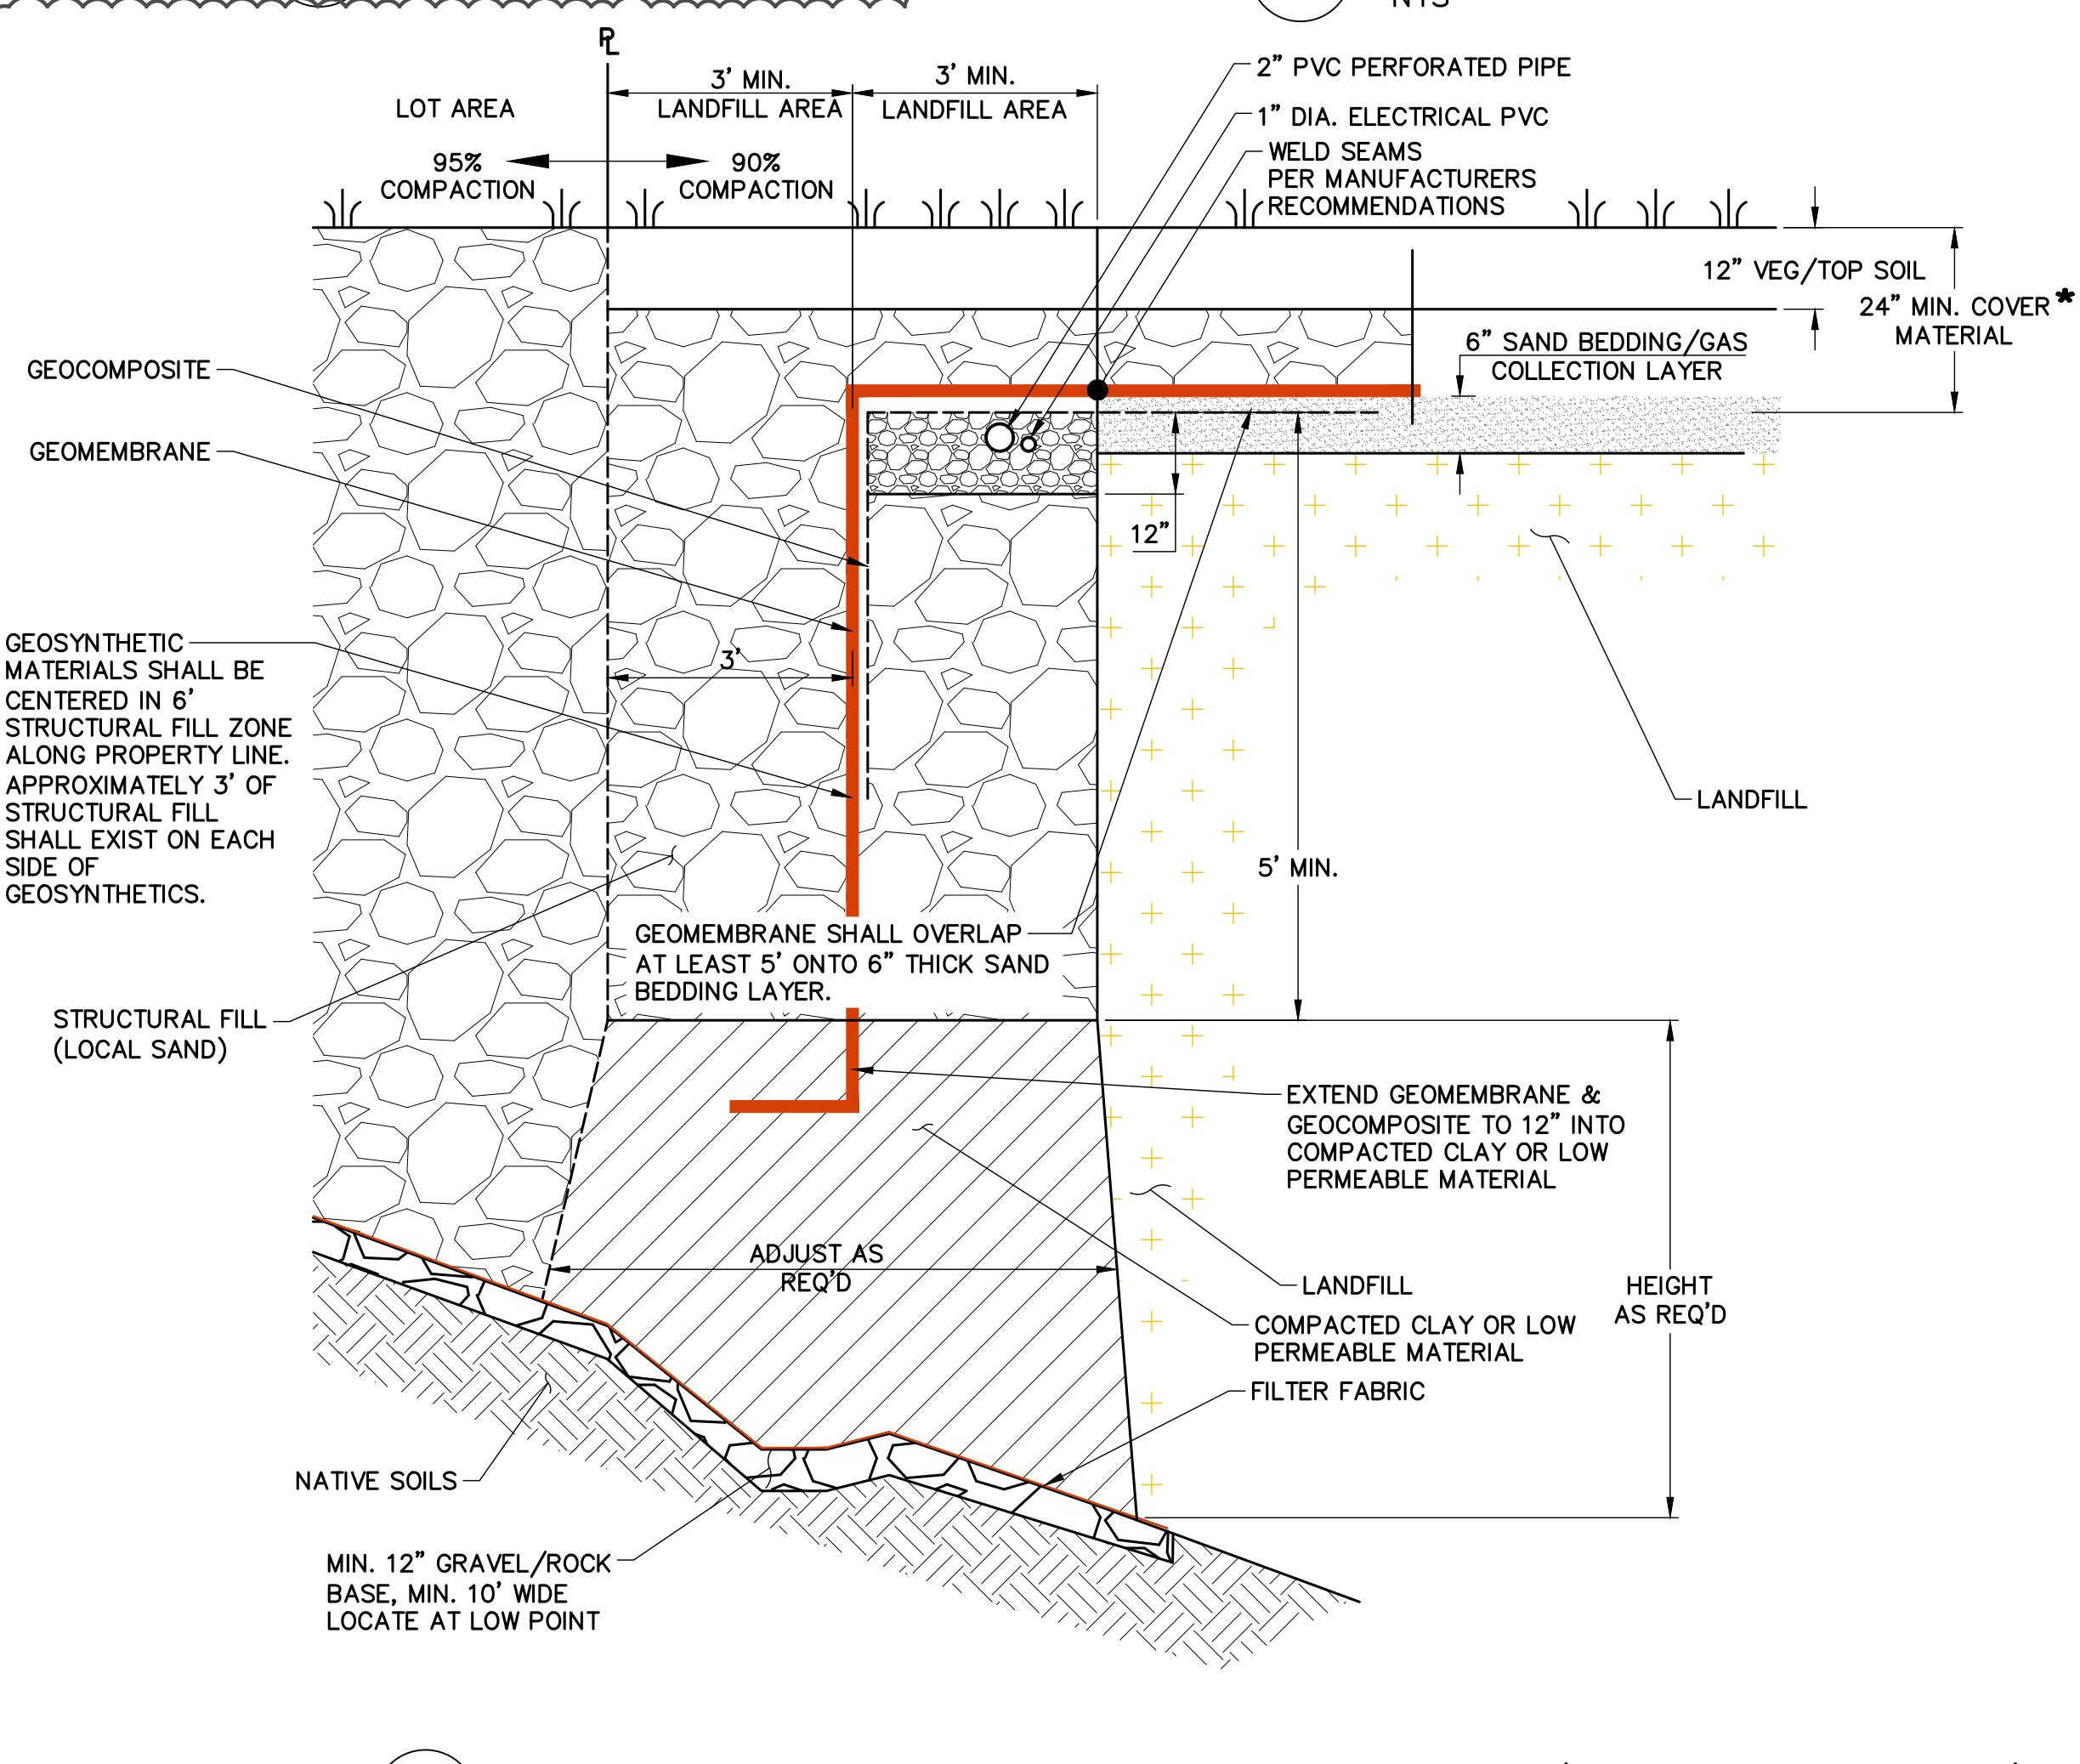 NTS
PL
3' MIN.
LANDFILL AREA
3' MIN.
LANDFILL AREA
LOT AREA
95%
COMPACTION
90%
COMPACTION
2” PVC PERFORATED PIPE
1” DIA. ELECTRICAL PVC
WELD SEAMS
PER MANUFACTURERS
RECOMMENDATIONS
12” VEG/TOP SOIL
24” MIN. COVER*
MATERIAL
6” SAND BEDDING/GAS
COLLECTION LAYER
GEOCOMPOSITE
GEOMEMBRANE
12”
GEOSYNTHETIC
MATERIALS SHALL BE
CENTERED IN 6'
STRUCTURAL FILL ZONE
ALONG PROPERTY LINE.
APPROXIMATELY 3' OF
STRUCTURAL FILL
SHALL EXIST ON EACH
SIDE OF
GEOSYNTHETICS.
3'
LANDFILL
5' MIN.
GEOMEMBRANE SHALL OVERLAP
AT LEAST 5' ONTO 6” THICK SAND
BEDDING LAYER.
STRUCTURAL FILL
(LOCAL SAND)
EXTEND GEOMEMBRANE &
GEOCOMPOSITE TO 12” INTO
COMPACTED CLAY OR LOW
PERMEABLE MATERIAL
ADJUST AS
REQ'D
LANDFILL
HEIGHT
AS REQ'D
COMPACTED CLAY OR LOW
PERMEABLE MATERIAL
FILTER FABRIC
NATIVE SOILS
MIN. 12” GRAVEL/ROCK
BASE, MIN. 10' WIDE
LOCATE AT LOW POINT